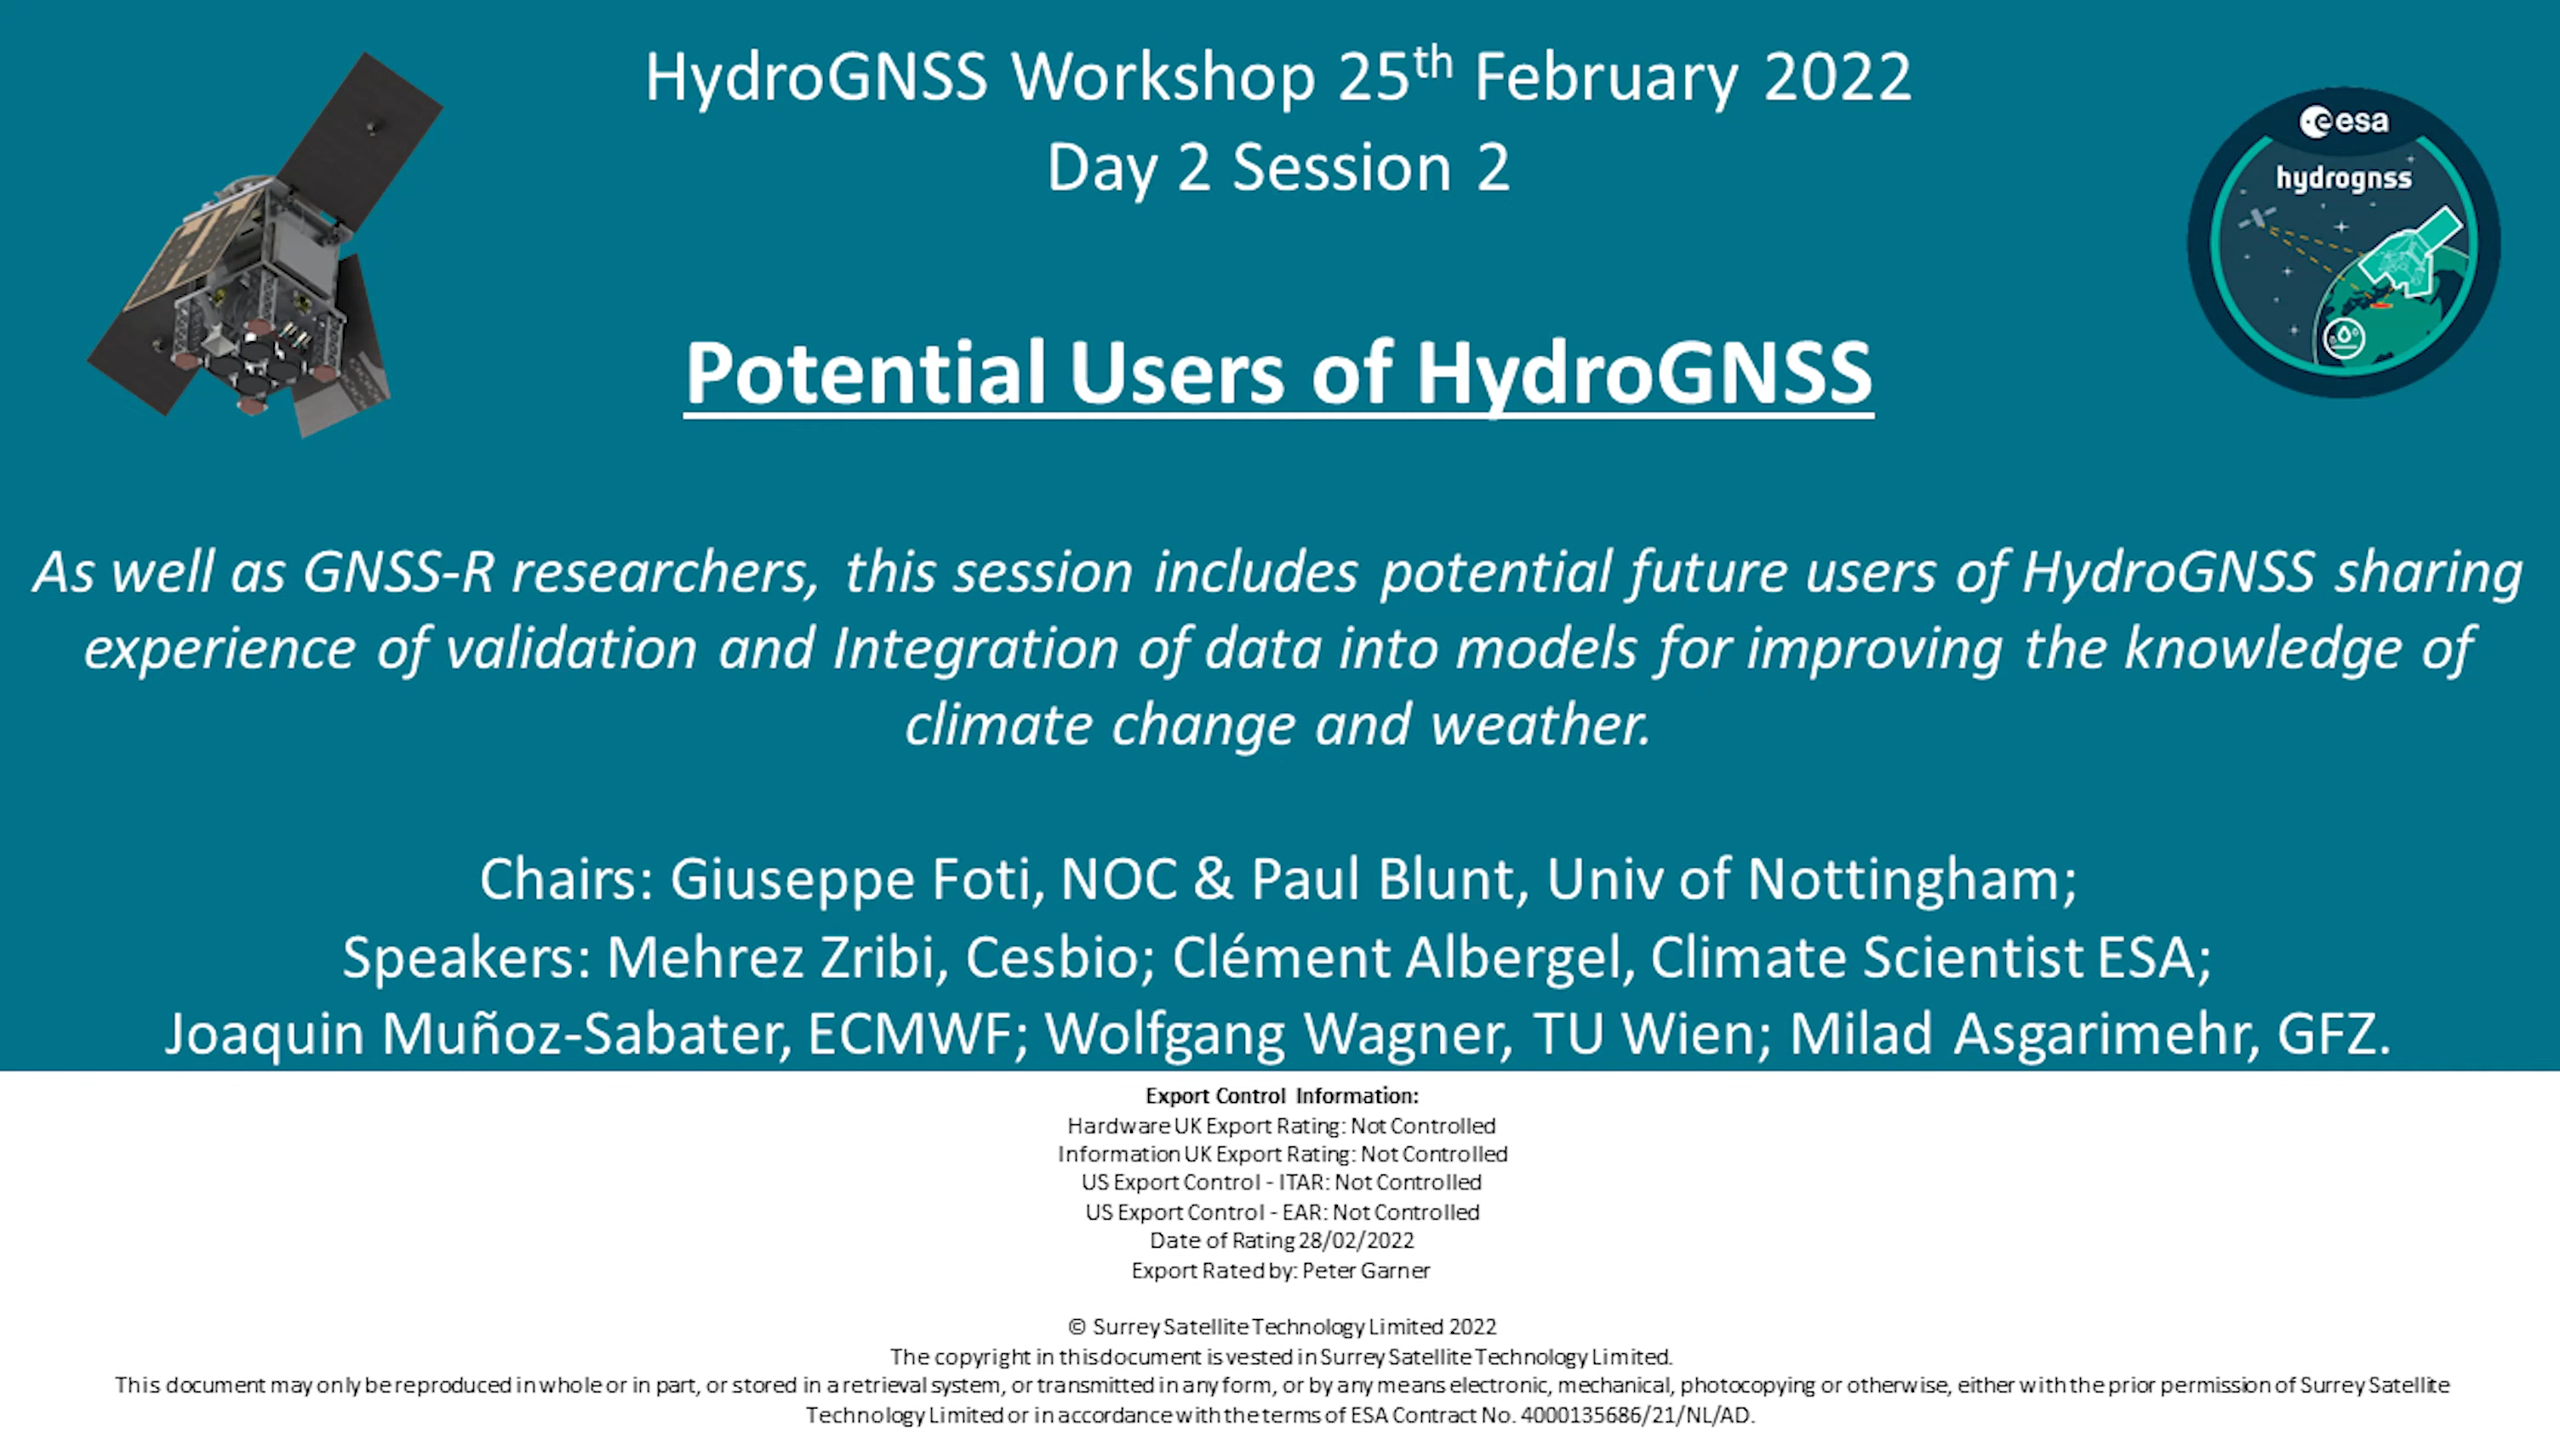 HydroGNSS Workshop 25th February 2022
Day 2 Session 2
esa
hydrognss
Potential Users of HydroGNSS
As well as GNSS-R researchers, this session includes potential future users of HydroGNSS sharing
experience of validation and Integration of data into models for improving the knowledge of
climate change and weather.
Chairs: Giuseppe Foti, NOC & Paul Blunt, Univ of Nottingham;
Speakers: Mehrez Zribi, Cesbio; Clément Albergel, Climate Scientist ESA;
Joaquin Muñoz-Sabater, ECMWF; Wolfgang Wagner, TU Wien; Milad Asgarimehr, GFZ.
Export Control Information:
Hardware UK Export Rating: Not Controlled
Information UK Export Rating: Not Controlled
US Export Control - ITAR: Not Controlled
US Export Control - EAR: Not Controlled
Date of Rating 28/02/2022
Export Rated by: Peter Garner
© Surrey Satellite Technology Limited 2022
The copyright in this document is vested in Surrey Satellite Technology Limited.
This document may only be reproduced in whole or in part, or stored in a retrieval system, or transmitted in any form, or by any means electronic, mechanical, photocopying or otherwise, either with the prior permission of Surrey Satellite
Technology Limited or in accordance with the terms of ESA Contract No. 4000135686/21/NL/AD.